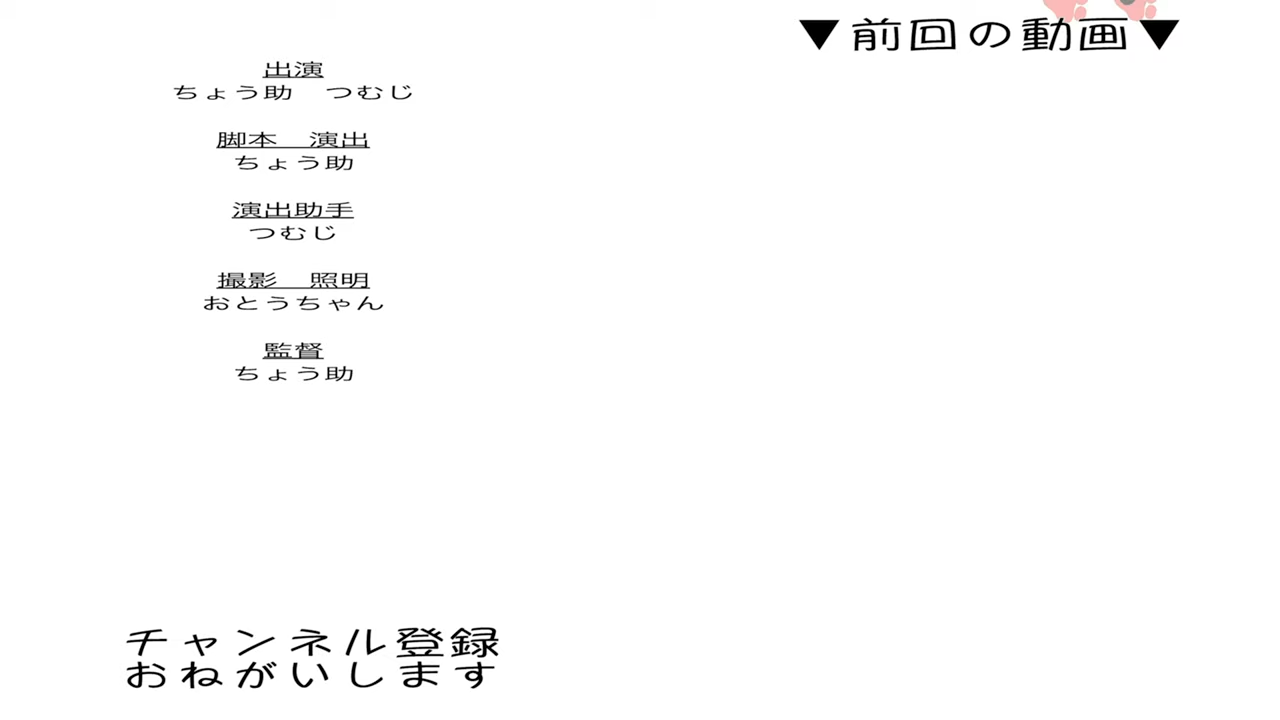 ▼前回の動画▼
出演
ちょう助　つむじ
脚本　演出
ちょう助
演出助手
つむじ
撮影　照明
おとうちゃん
監督
ちょう助
チャンネル登録
おねがいします